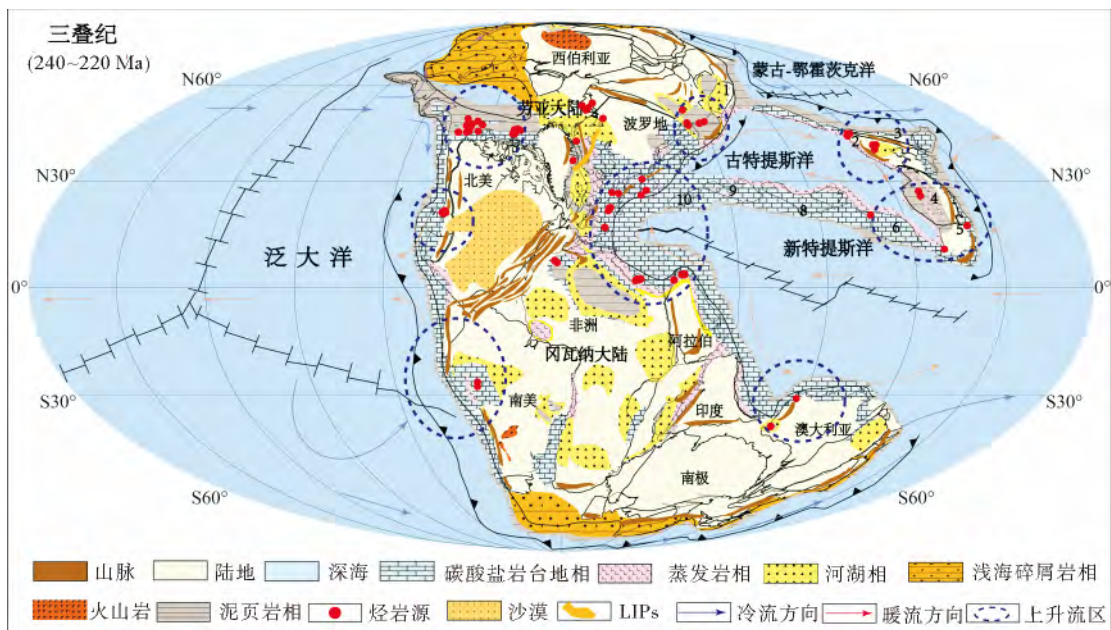 三叠纪
(240~220 Ma)
西伯利亚
蒙古-鄂霍茨克洋
N60°
N60°
劳亚大陆
波罗地
1
2
3
古特提斯洋
N30°
N30°
北美
4
10
9
8
6
5
泛大洋
新特提斯洋
0°
0°
非洲
阿拉伯
冈瓦纳大陆
S30°
南美
印度
S30°
澳大利亚
南极
S60°
S60°
山脉
陆地
深海
碳酸盐岩台地相
蒸发岩相
河湖相
浅海碎屑岩相
火山岩
泥页岩相
烃岩源
沙漠
LIPs
冷流方向
暖流方向
上升流区